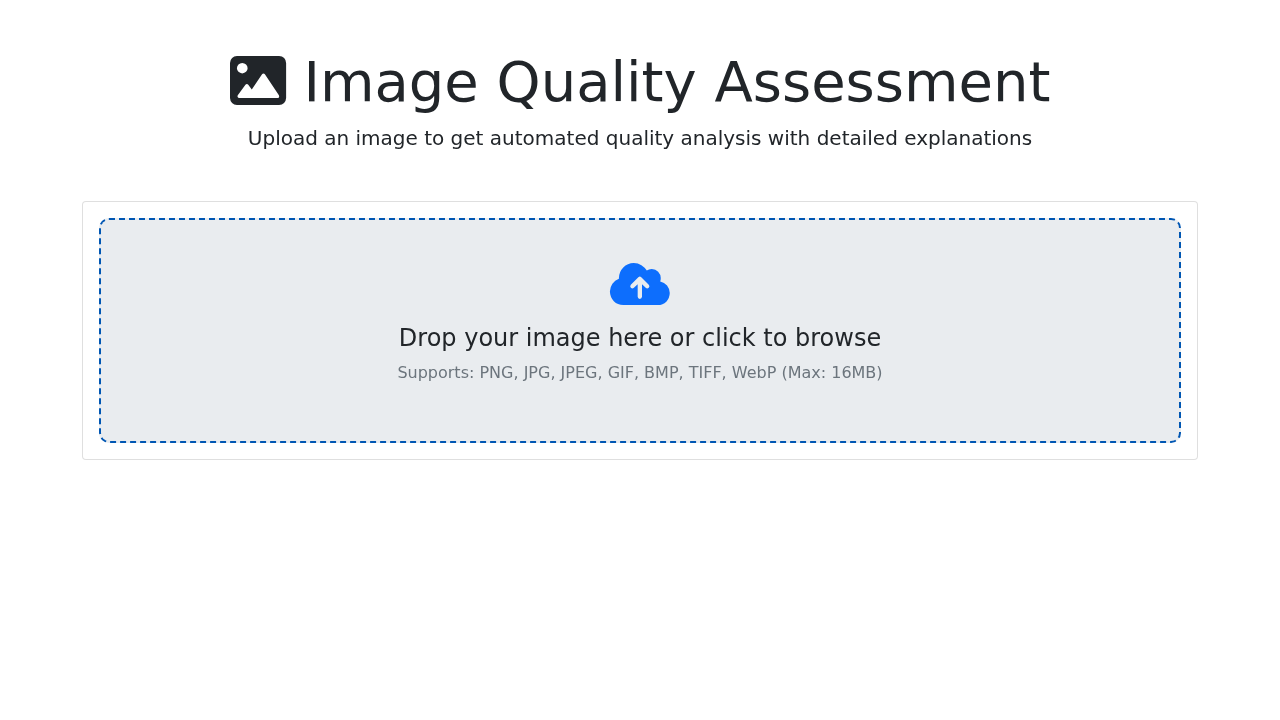 Image Quality Assessment
Upload an image to get automated quality analysis with detailed explanations
Drop your image here or click to browse
Supports: PNG, JPG, JPEG, GIF, BMP, TIFF, WebP (Max: 16MB)